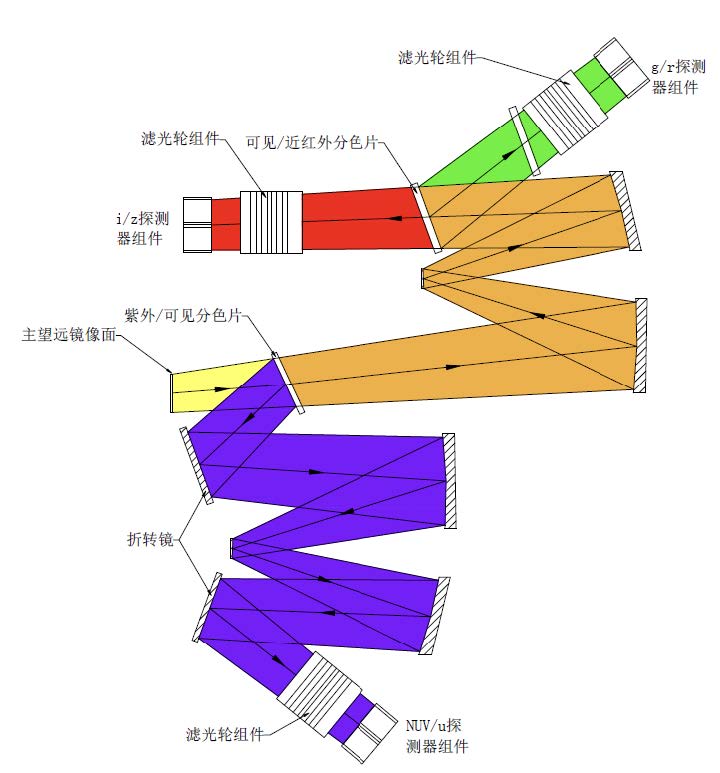 滤光轮组件
g/r探测
器组件
滤光轮组件
可见/近红外分色片
i/z探测
器组件
紫外/可见分色片
主望远镜像面
折转镜
滤光轮组件
NUV/u探
测器组件